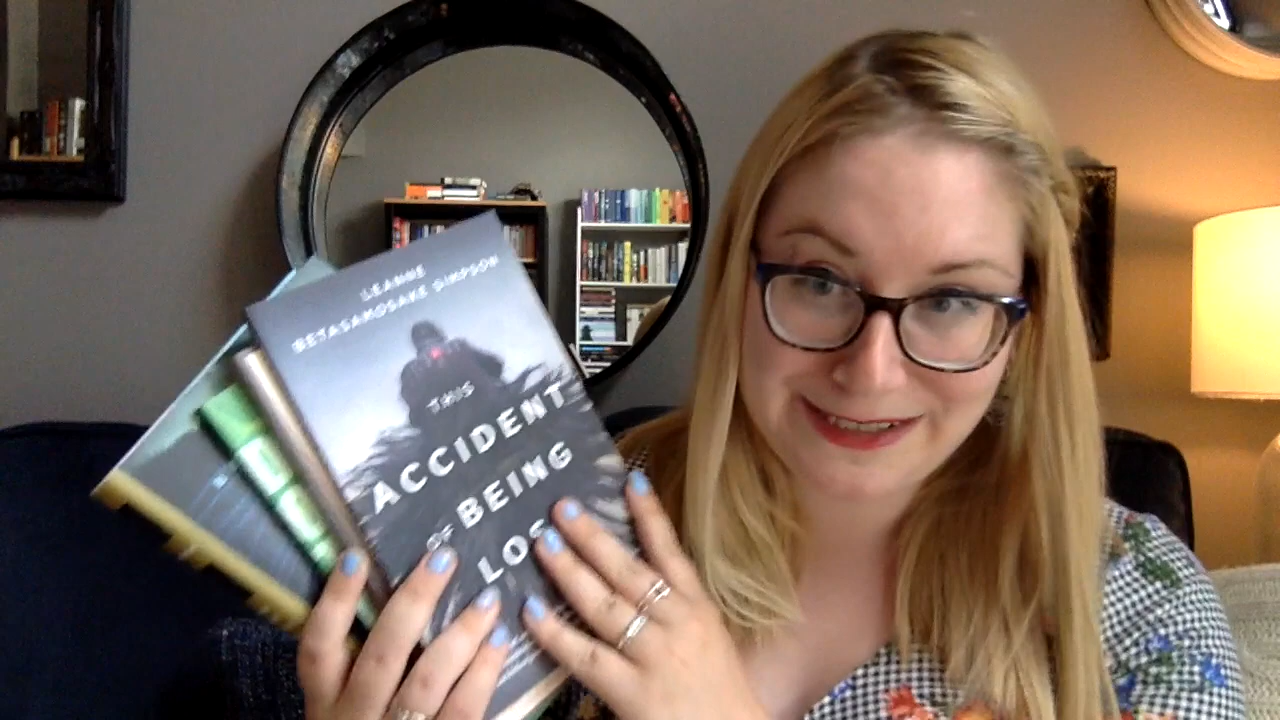 LEANNE
BETASAMOSAKE SIMPSON
THIS
ACCIDENT
OF BEING
LOS